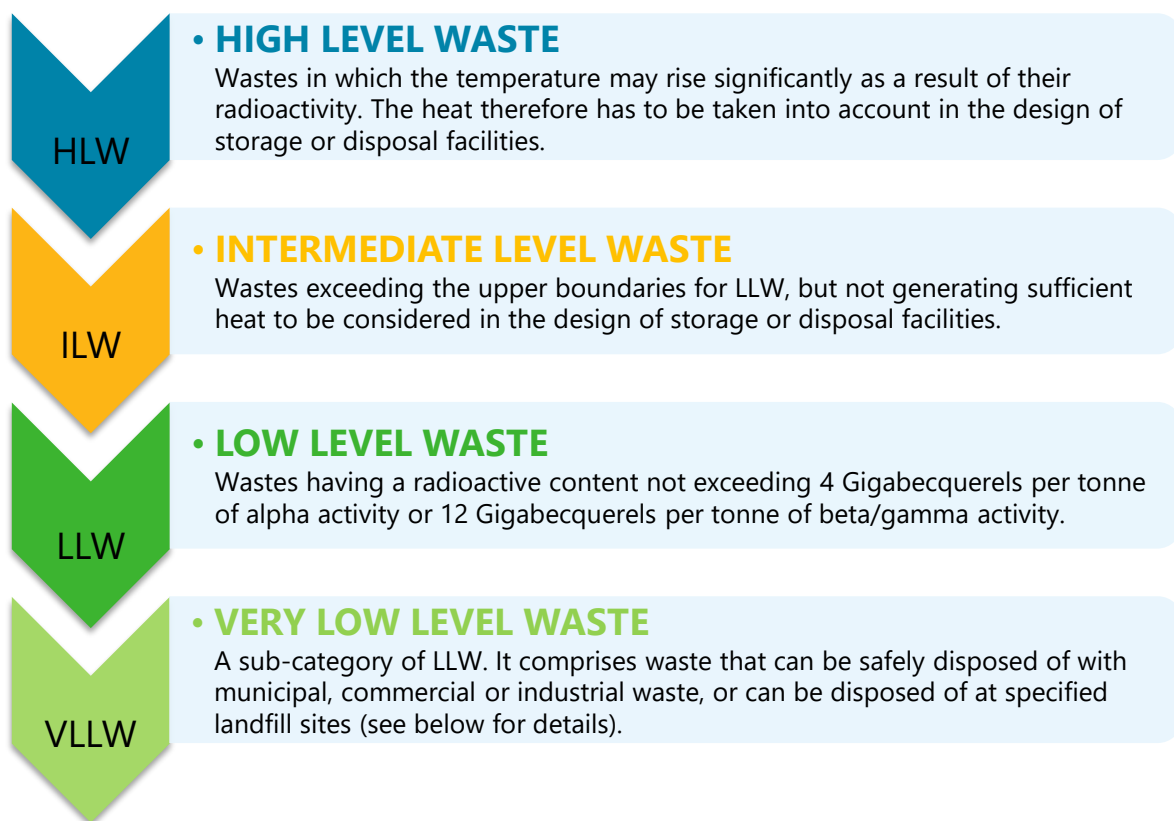 HLW
• HIGH LEVEL WASTE
Wastes in which the temperature may rise significantly as a result of their
radioactivity. The heat therefore has to be taken into account in the design of
storage or disposal facilities.
ILW
• INTERMEDIATE LEVEL WASTE
Wastes exceeding the upper boundaries for LLW, but not generating sufficient
heat to be considered in the design of storage or disposal facilities.
LLW
• LOW LEVEL WASTE
Wastes having a radioactive content not exceeding 4 Gigabecquerels per tonne
of alpha activity or 12 Gigabecquerels per tonne of beta/gamma activity.
VLLW
• VERY LOW LEVEL WASTE
A sub-category of LLW. It comprises waste that can be safely disposed of with
municipal, commercial or industrial waste, or can be disposed of at specified
landfill sites (see below for details).